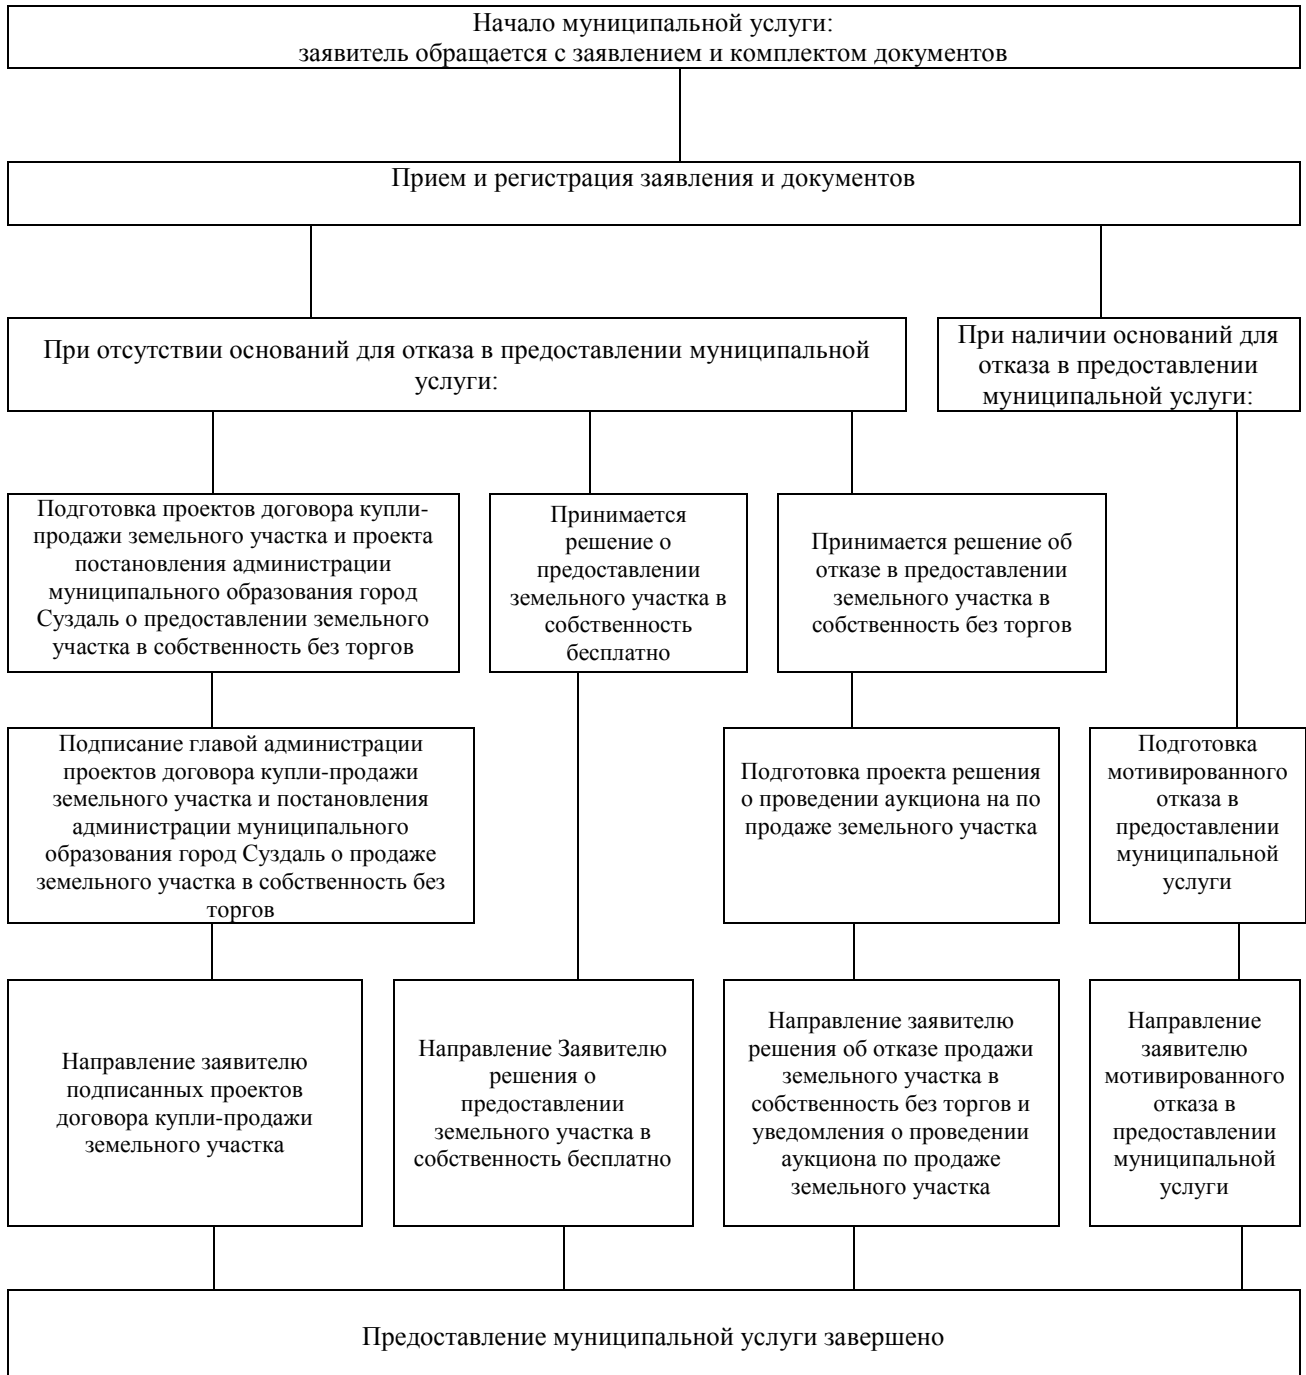 Начало муниципальной услуги:
заявитель обращается с заявлением и комплектом документов
Прием и регистрация заявления и документов
При отсутствии оснований для отказа в предоставлении муниципальной
услуги:
При наличии оснований для
отказа в предоставлении
муниципальной услуги:
Подготовка проектов договора купли-
продажи земельного участка и проекта
постановления администрации
муниципального образования город
Суздаль о предоставлении земельного
участка в собственность без торгов
Принимается
решение о
предоставлении
земельного участка в
собственность
бесплатно
Принимается решение об
отказе в предоставлении
земельного участка в
собственность без торгов
Подписание главой администрации
проектов договора купли-продажи
земельного участка и постановления
администрации муниципального
образования город Суздаль о продаже
земельного участка в собственность без
торгов
Подготовка проекта решения
о проведении аукциона на по
продаже земельного участка
Подготовка
мотивированного
отказа в
предоставлении
муниципальной
услуги
Направление заявителю
подписанных проектов
договора купли-продажи
земельного участка
Направление Заявителю
решения о
предоставлении
земельного участка в
собственность бесплатно
Направление заявителю
решения об отказе продажи
земельного участка в
собственность без торгов и
уведомления о проведении
аукциона по продаже
земельного участка
Направление
заявителю
мотивированного
отказа в
предоставлении
муниципальной
услуги
Предоставление муниципальной услуги завершено